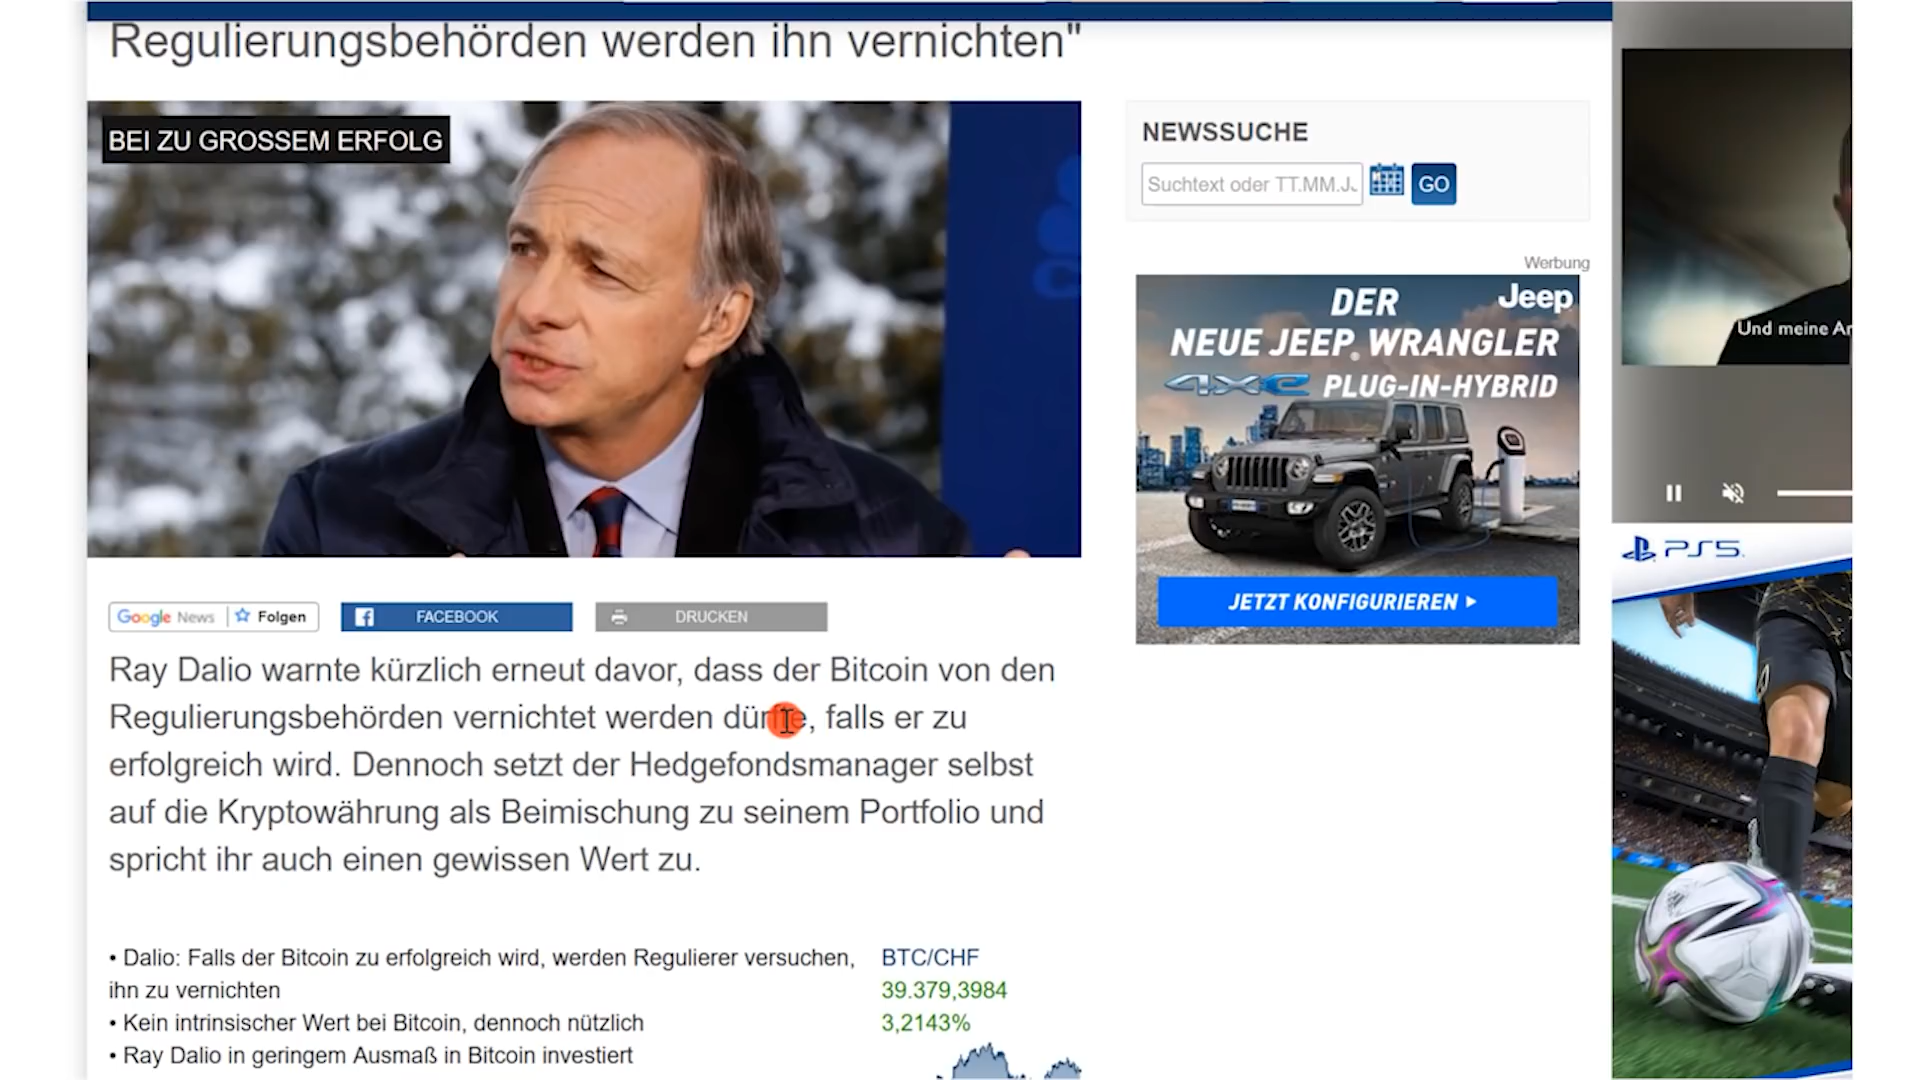 Regulierungsbehörden werden ihn vernichten"
BEI ZU GROSSEM ERFOLG
NEWSSUCHE
Suchtext oder TT.MM.J
GO
Werbung
Jeep
DER
NEUE JEEP® WRANGLER
4xe PLUG-IN-HYBRID
JETZT KONFIGURIEREN
Und meine
PS5
Google News Folgen
FACEBOOK
DRUCKEN
Ray Dalio warnte kürzlich erneut davor, dass der Bitcoin von den
Regulierungsbehörden vernichtet werden dürfte, falls er zu
erfolgreich wird. Dennoch setzt der Hedgefondsmanager selbst
auf die Kryptowährung als Beimischung zu seinem Portfolio und
spricht ihr auch einen gewissen Wert zu.
• Dalio: Falls der Bitcoin zu erfolgreich wird, werden Regulierer versuchen,
ihn zu vernichten
• Kein intrinsischer Wert bei Bitcoin, dennoch nützlich
• Ray Dalio in geringem Ausmaß in Bitcoin investiert
BTC/CHF
39.379,3984
3,2143%